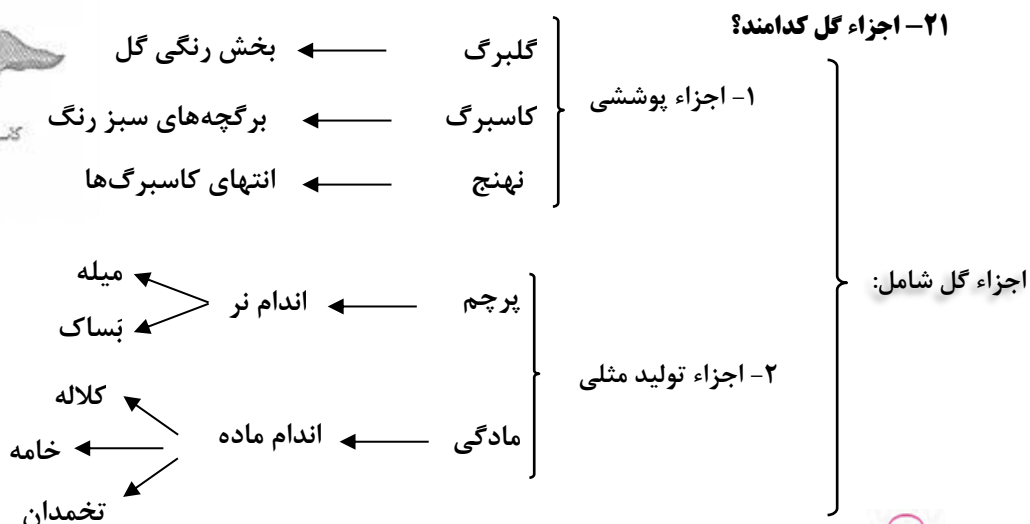 ۲۱- اجزاء گل کدامند؟
اجزاء گل شامل:
۱- اجزاء پوششی
گلبرگ
بخش رنگی گل
کاسبرگ
برگچه‌های سبز رنگ
نهنج
انتهای کاسبرگ‌ها
۲- اجزاء تولید مثلی
پرچم
اندام نر
میله
بَساک
مادگی
اندام ماده
کلاله
خامه
تخمدان